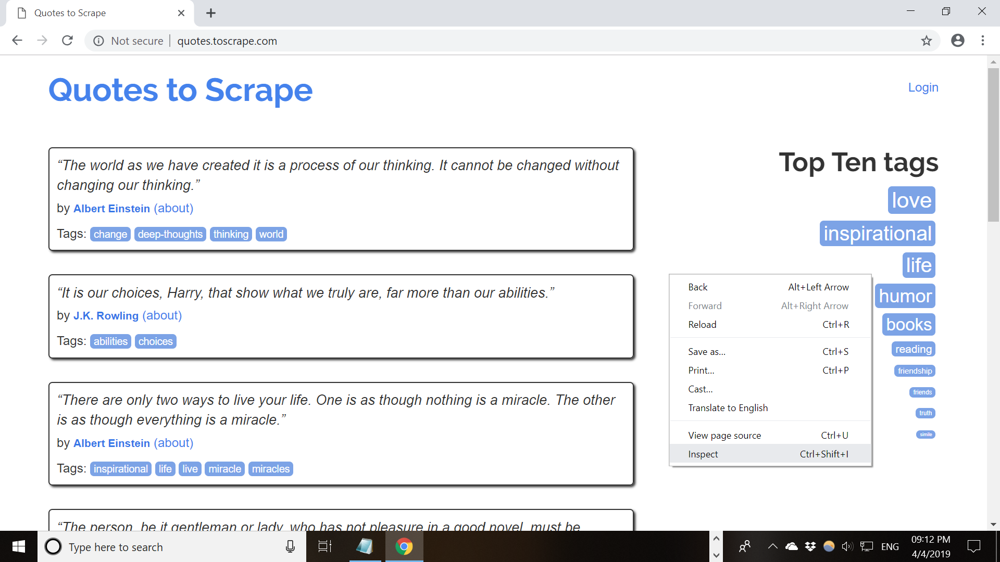 Quotes to Scrape
Not secure | quotes.toscrape.com
Quotes to Scrape
Login
“The world as we have created it is a process of our thinking. It cannot be changed without
changing our thinking.”
by Albert Einstein (about)
Tags: change deep-thoughts thinking world
“It is our choices, Harry, that show what we truly are, far more than our abilities.”
by J.K. Rowling (about)
Tags: abilities choices
“There are only two ways to live your life. One is as though nothing is a miracle. The other
is as though everything is a miracle.”
by Albert Einstein (about)
Tags: inspirational life live miracle miracles
“The person, be it gentleman or lady, who has not pleasure in a good novel, must be
Top Ten tags
love
inspirational
life
humor
books
reading
friendship
friends
truth
simile
Back Alt+Left Arrow
Forward Alt+Right Arrow
Reload Ctrl+R
Save as... Ctrl+S
Print... Ctrl+P
Cast...
Translate to English
View page source Ctrl+U
Inspect Ctrl+Shift+I
Type here to search
ENG
09:12 PM
4/4/2019